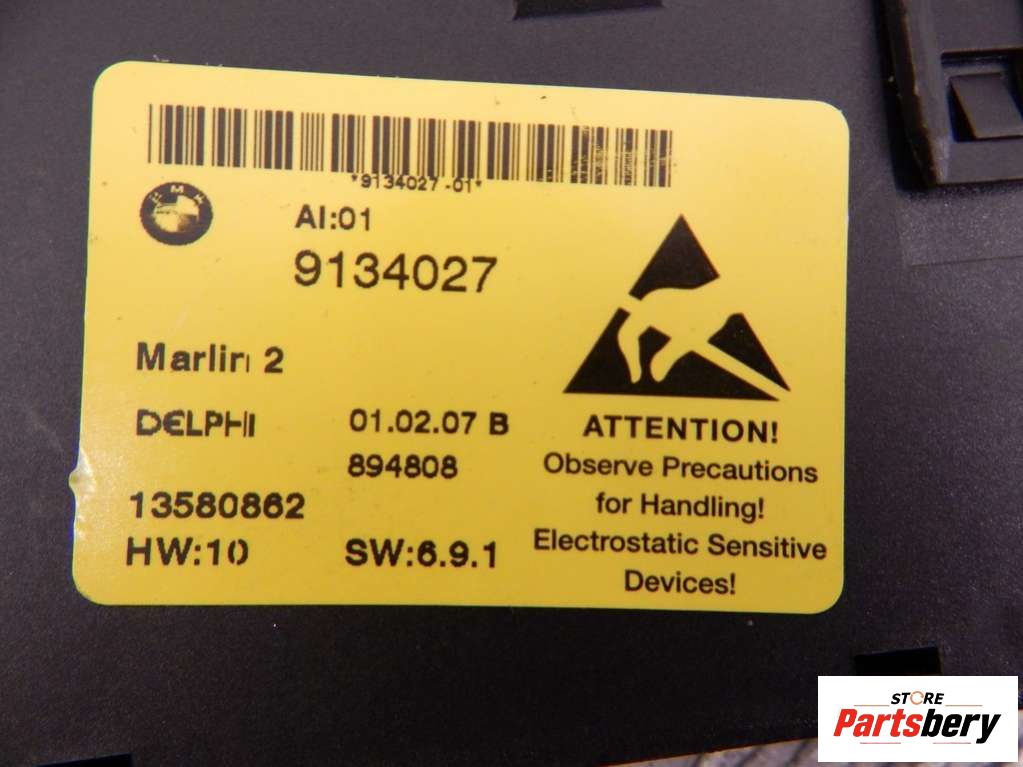 *9134027-01*
BMW
AI:01
9134027
Marlin 2
DELPHI
01.02.07 B
894808
13580862
HW:10
SW:6.9.1
ATTENTION!
Observe Precautions
for Handling!
Electrostatic Sensitive
Devices!
STORE
Partsbery